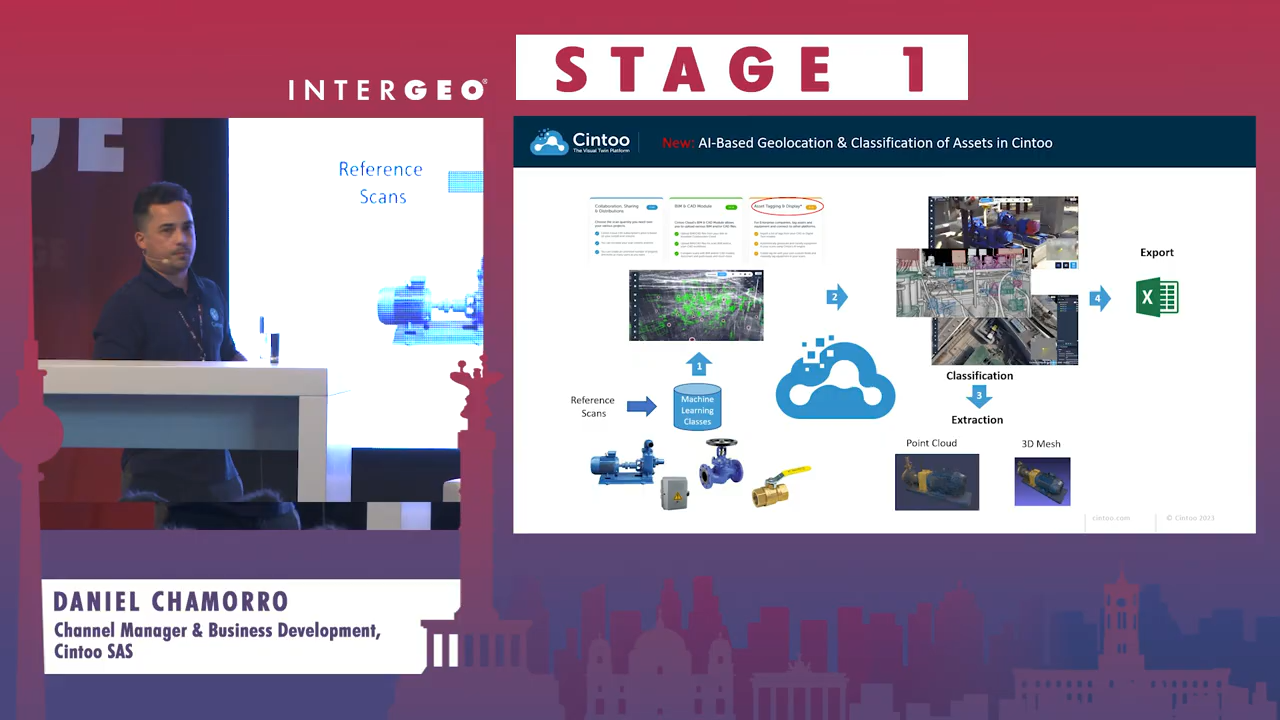 STAGE 1
INTERGEO®
Cintoo
The Visual Twin Platform
New: AI-Based Geolocation & Classification of Assets in Cintoo
Reference
Scans
Collaboration, Sharing
& Distributions
BIM & CAD Module
Asset Tagging & Display*
2
Export
X
4
1
Classification
3
Extraction
Reference
Scans
Machine
Learning
Classes
Point Cloud
3D Mesh
cintoo.com
© Cintoo 2023
DANIEL CHAMORRO
Channel Manager & Business Development,
Cintoo SAS